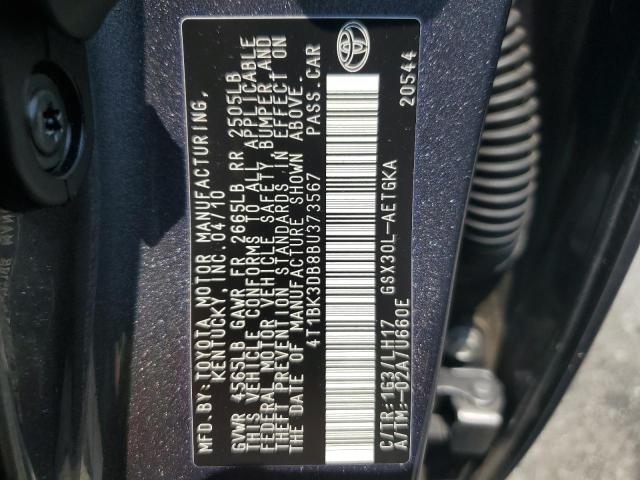 MFD.BY:TOYOTA MOTOR MANUFACTURING,
KENTUCKY INC. 04/10
GVWR 4565LB GAWR FR 2665LB RR 2505LB
THIS VEHICLE CONFORMS TO ALL APPLICABLE
FEDERAL MOTOR VEHICLE SAFETY BUMPER AND
THEFT PREVENTION STANDARDS IN EFFECT ON
THE DATE OF MANUFACTURE SHOWN ABOVE.
4T1BK3DB8BU373567 PASS.CAR
C/TR:1G3/LH17 GSX30L-AETGKA
A/TM:-02A/U660E 20544